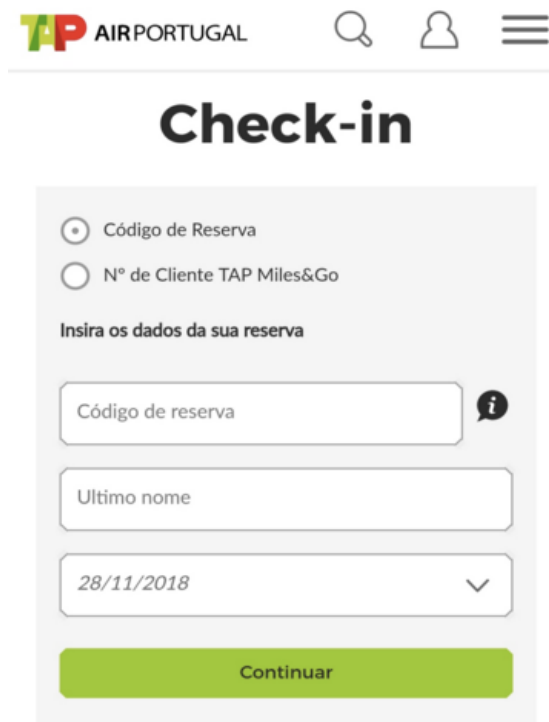 TAP AIRPORTUGAL
Check-in
Código de Reserva
Nº de Cliente TAP Miles&Go
Insira os dados da sua reserva
Código de reserva
i
Ultimo nome
28/11/2018
Continuar